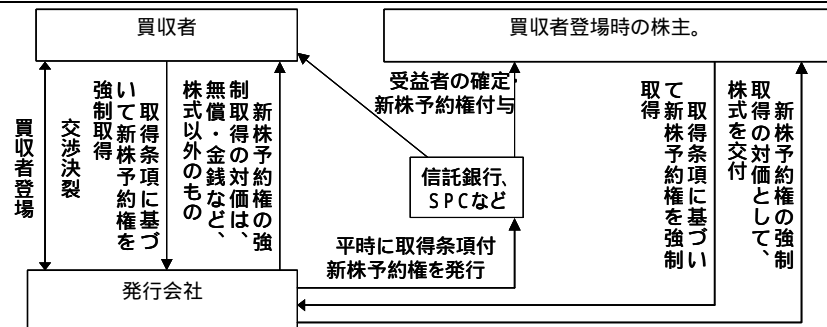 買収者
買収者登場時の株主。
買収者登場
交渉決裂
取得条項に基づ
いて新株予約権を
強制取得
新株予約権の強
制取得の対価は、
無償・金銭など、
株式以外のもの
受益者の確定・
新株予約権付与
信託銀行、
ＳＰＣなど
平時に取得条項付
新株予約権を発行
取得条項に基づい
て新株予約権を強制
取得
新株予約権の強制
取得の対価として、
株式を交付
発行会社